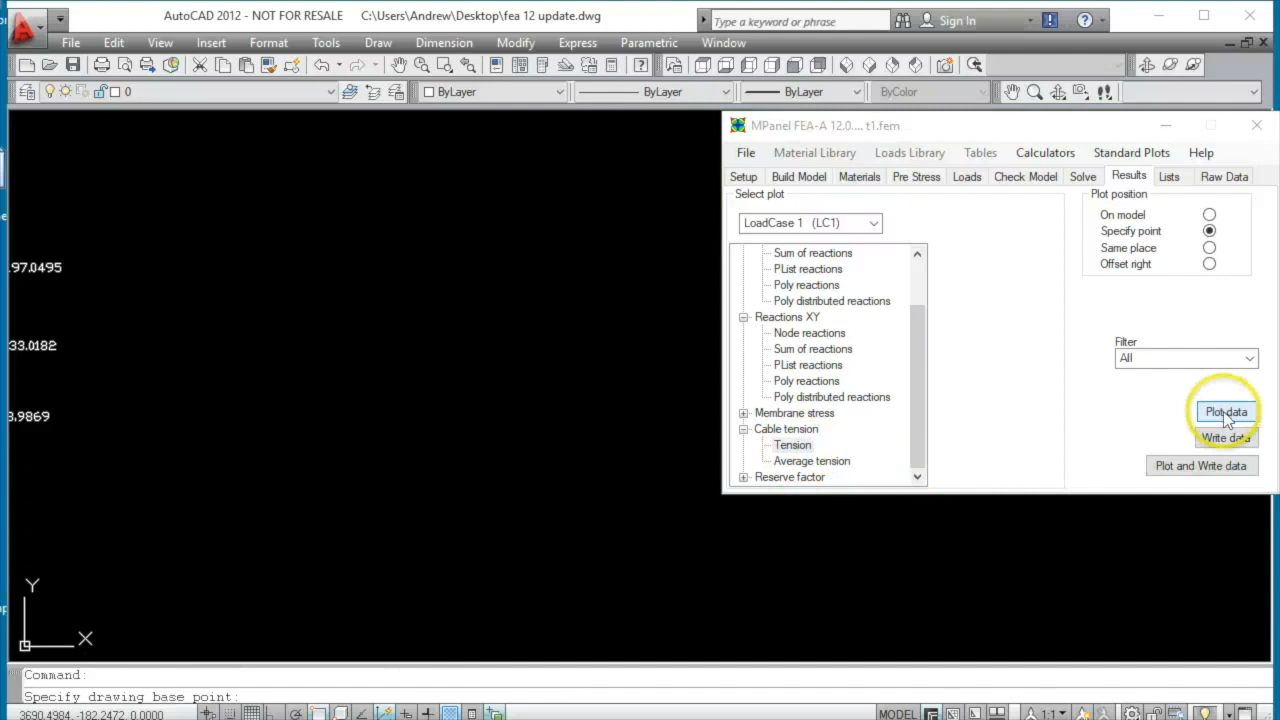 AutoCAD 2012 - NOT FOR RESALE C:\Users\Andrew\Desktop\fea 12 update.dwg
Type a keyword or phrase
Sign In
File Edit View Insert Format Tools Draw Dimension Modify Express Parametric Window
0
ByLayer
ByLayer
ByLayer
ByColor
MPanel FEA-A 12.0.... t1.fem
File Material Library Loads Library Tables Calculators Standard Plots Help
Setup Build Model Materials Pre Stress Loads Check Model Solve Results Lists Raw Data
Select plot
Plot position
LoadCase 1 (LC1)
On model
Specify point
Same place
Offset right
Sum of reactions
PList reactions
Poly reactions
Poly distributed reactions
Reactions XY
Node reactions
Sum of reactions
PList reactions
Poly reactions
Poly distributed reactions
Membrane stress
Cable tension
Tension
Average tension
Reserve factor
Filter
All
Plot data
Write data
Plot and Write data
97.0495
33.0182
3.9869
Y
X
Command:
Specify drawing base point:
3690.4984, -182.2472, 0.0000
MODEL
1:1